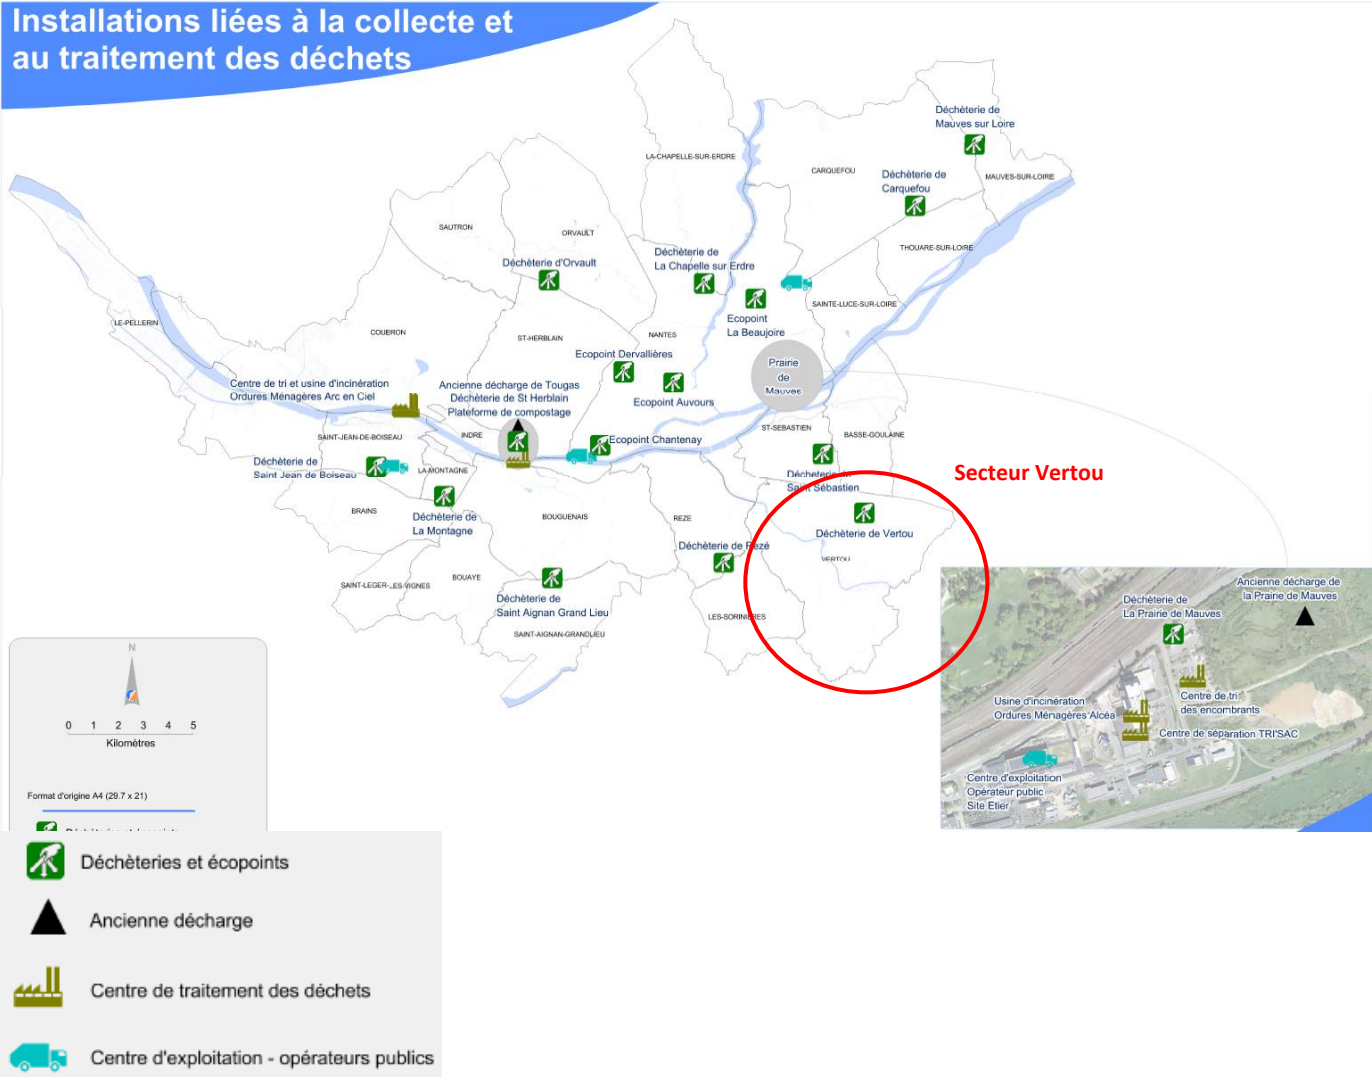 Installations liées à la collecte et
au traitement des déchets
Déchèterie de
Mauves sur Loire
LA-CHAPELLE-SUR-ERDRE
CARQUEFOU
Déchèterie de
Carquefou
MAUVES-SUR-LOIRE
SAUTRON
ORVAULT
THOUARE-SUR-LOIRE
Déchèterie d'Orvault
Déchèterie de
La Chapelle sur Erdre
SAINTE-LUCE-SUR-LOIRE
Ecopoint
La Beaujoire
LE-PELLERIN
COUERON
ST-HERBLAIN
NANTES
Ecopoint Dervallières
Prairie
de
Mauves
Centre de tri et usine d'incinération
Ordures Ménagères Arc en Ciel
Ancienne décharge de Tougas
Déchèterie de St Herblain
Plateforme de compostage
Ecopoint Auvours
SAINT-JEAN-DE-BOISEAU
INDRE
Ecopoint Chantenay
ST-SEBASTIEN
BASSE-GOULAINE
Déchèterie de
Saint Jean de Boiseau
LA-MONTAGNE
Déchèterie de
Saint Sébastien
Secteur Vertou
BRAINS
Déchèterie de
La Montagne
BOUGUENAIS
REZE
Déchèterie de Vertou
Déchèterie de Rezé
VERTOU
SAINT-LEGER-LES-VIGNES
BOUAYE
Déchèterie de
Saint Aignan Grand Lieu
LES-SORINIERES
SAINT-AIGNAN-GRANDLIEU
Ancienne décharge de
la Prairie de Mauves
Déchèterie de
La Prairie de Mauves
Centre de tri
des encombrants
Usine d'incinération
Ordures Ménagères Alcéa
Centre de séparation TRI'SAC
Centre d'exploitation
Opérateur public
Site Etier
N
0 1 2 3 4 5
Kilomètres
Format d'origine A4 (29.7 x 21)
Déchèteries et écopoints
Déchèteries et écopoints
Ancienne décharge
Centre de traitement des déchets
Centre d'exploitation - opérateurs publics